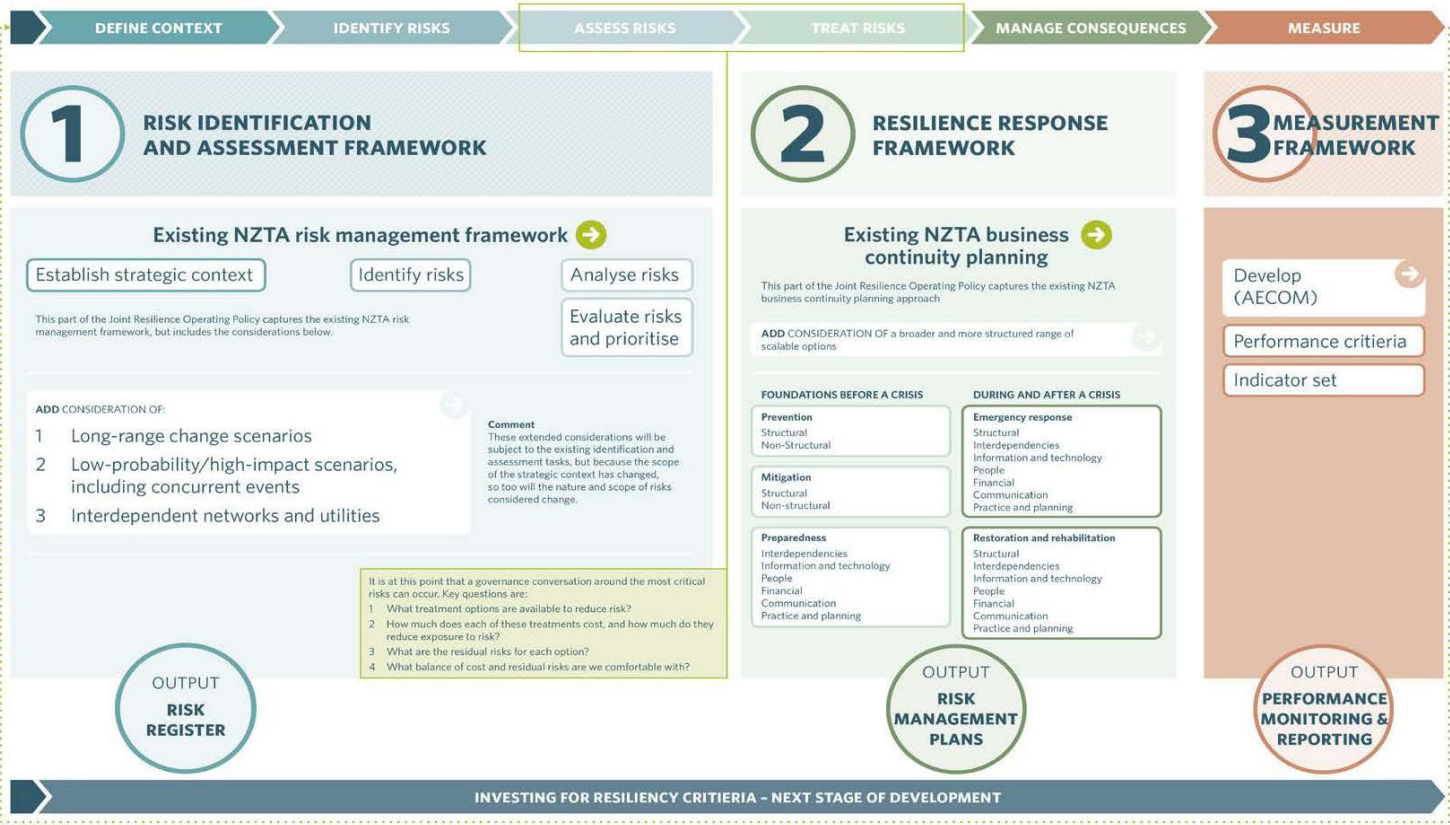 DEFINE CONTEXT
IDENTIFY RISKS
ASSESS RISKS
TREAT RISKS
MANAGE CONSEQUENCES
MEASURE
1
RISK IDENTIFICATION
AND ASSESSMENT FRAMEWORK
Existing NZTA risk management framework
Establish strategic context
Identify risks
Analyse risks
Evaluate risks
and prioritise
This part of the Joint Resilience Operating Policy captures the existing NZTA risk
management framework, but includes the considerations below.
ADD CONSIDERATION OF:
1 Long-range change scenarios
2 Low-probability/high-impact scenarios,
including concurrent events
3 Interdependent networks and utilities
Comment
These extended considerations will be
subject to the existing identification and
assessment tasks, but because the scope
of the strategic context has changed,
so too will the nature and scope of risks
considered change.
It is at this point that a governance conversation around the most critical
risks can occur. Key questions are:
1 What treatment options are available to reduce risk?
2 How much does each of these treatments cost, and how much do they
reduce exposure to risk?
3 What are the residual risks for each option?
4 What balance of cost and residual risks are we comfortable with?
OUTPUT
RISK
REGISTER
2
RESILIENCE RESPONSE
FRAMEWORK
Existing NZTA business
continuity planning
This part of the Joint Resilience Operating Policy captures the existing NZTA
business continuity planning approach
ADD CONSIDERATION OF a broader and more structured range of
scalable options
FOUNDATIONS BEFORE A CRISIS
Prevention
Structural
Non-Structural
Mitigation
Structural
Non-structural
Preparedness
Interdependencies
Information and technology
People
Financial
Communication
Practice and planning
DURING AND AFTER A CRISIS
Emergency response
Structural
Interdependencies
Information and technology
People
Financial
Communication
Practice and planning
Restoration and rehabilitation
Structural
Interdependencies
Information and technology
People
Financial
Communication
Practice and planning
OUTPUT
RISK
MANAGEMENT
PLANS
3
MEASUREMENT
FRAMEWORK
Develop
(AECOM)
Performance critieria
Indicator set
OUTPUT
PERFORMANCE
MONITORING &
REPORTING
INVESTING FOR RESILIENCY CRITIERIA – NEXT STAGE OF DEVELOPMENT